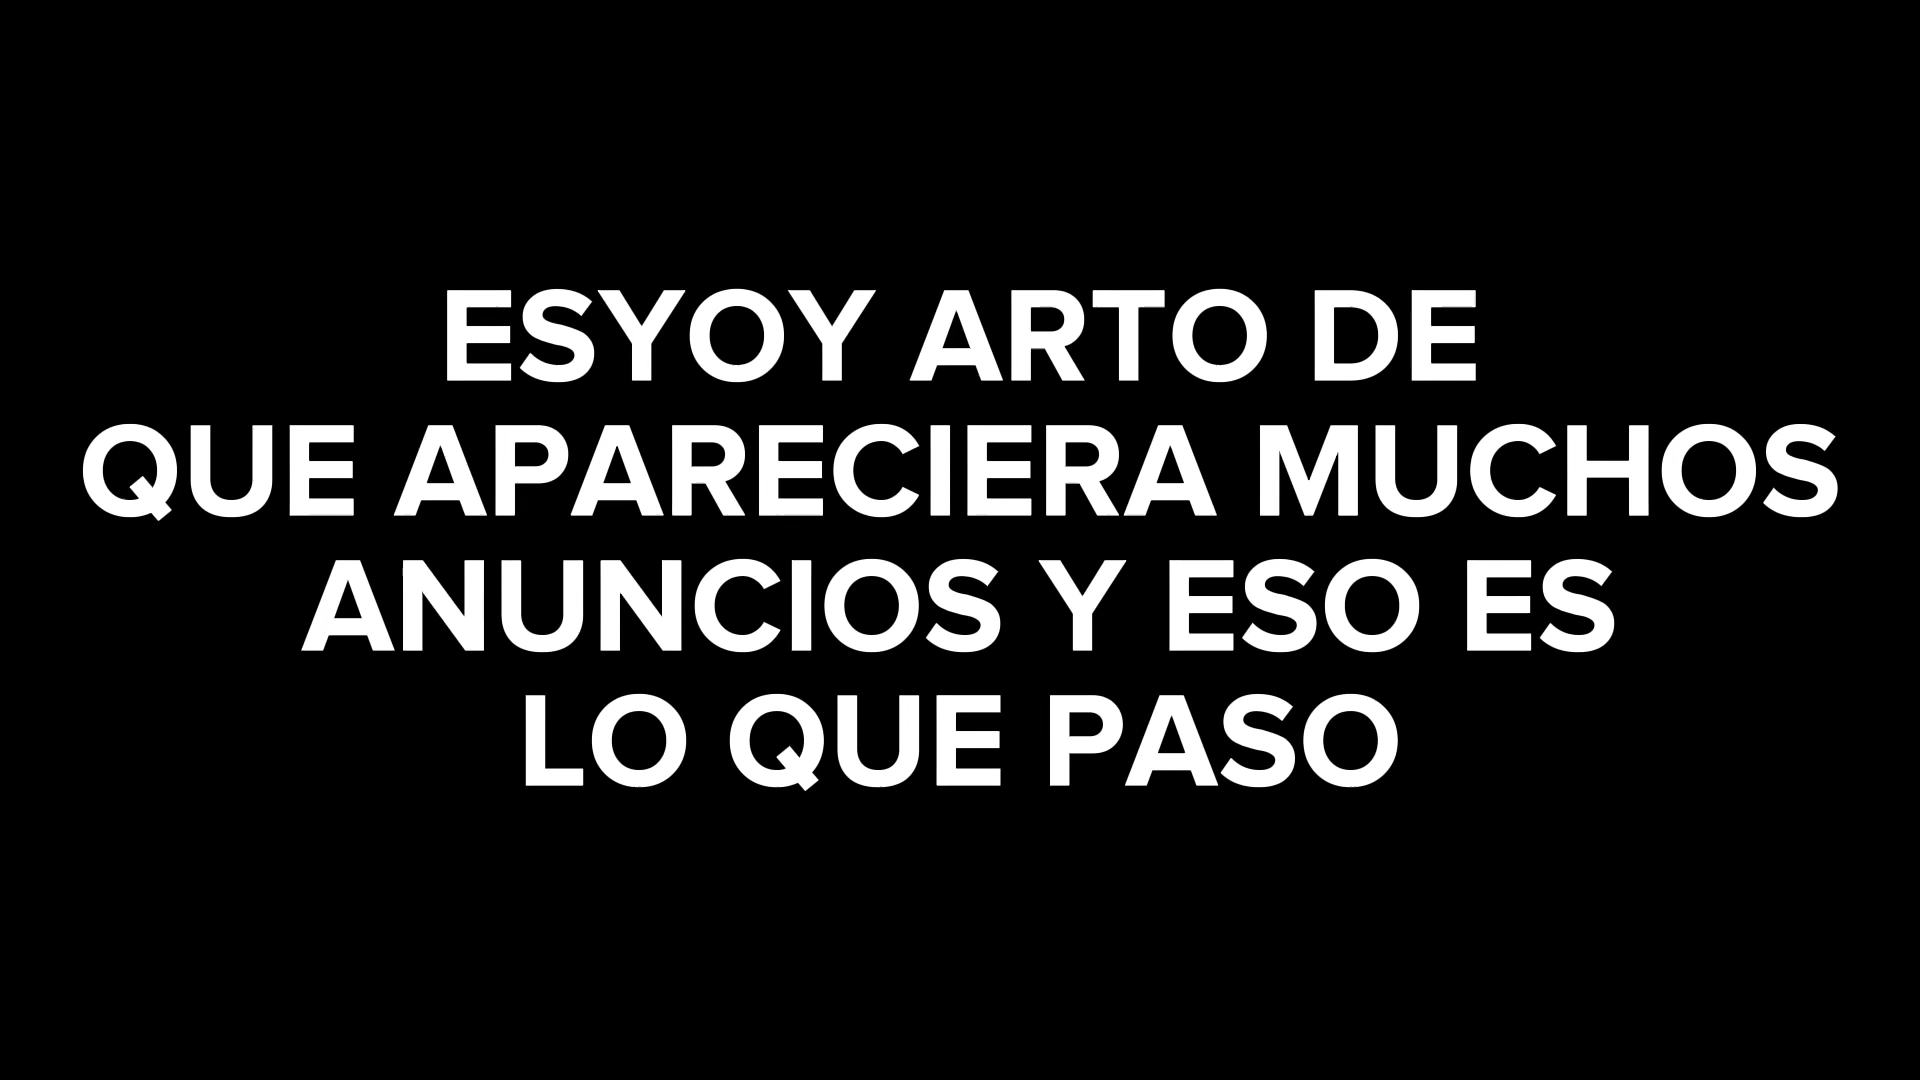 ESYOY ARTO DE
QUE APARECIERA MUCHOS
ANUNCIOS Y ESO ES
LO QUE PASO